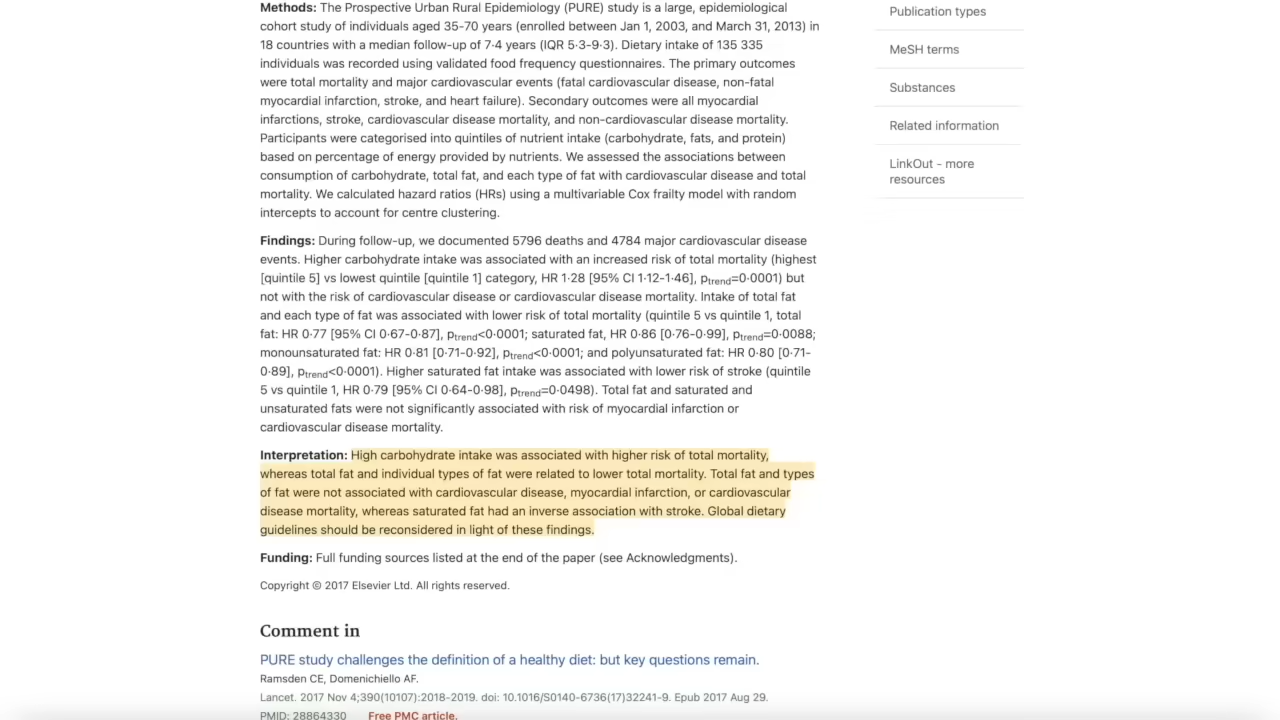 Methods: The Prospective Urban Rural Epidemiology (PURE) study is a large, epidemiological
cohort study of individuals aged 35-70 years (enrolled between Jan 1, 2003, and March 31, 2013) in
18 countries with a median follow-up of 7·4 years (IQR 5·3-9·3). Dietary intake of 135 335
individuals was recorded using validated food frequency questionnaires. The primary outcomes
were total mortality and major cardiovascular events (fatal cardiovascular disease, non-fatal
myocardial infarction, stroke, and heart failure). Secondary outcomes were all myocardial
infarctions, stroke, cardiovascular disease mortality, and non-cardiovascular disease mortality.
Participants were categorised into quintiles of nutrient intake (carbohydrate, fats, and protein)
based on percentage of energy provided by nutrients. We assessed the associations between
consumption of carbohydrate, total fat, and each type of fat with cardiovascular disease and total
mortality. We calculated hazard ratios (HRs) using a multivariable Cox frailty model with random
intercepts to account for centre clustering.
Findings: During follow-up, we documented 5796 deaths and 4784 major cardiovascular disease
events. Higher carbohydrate intake was associated with an increased risk of total mortality (highest
[quintile 5] vs lowest quintile [quintile 1] category, HR 1·28 [95% CI 1·12-1·46], ptrend=0·0001) but
not with the risk of cardiovascular disease or cardiovascular disease mortality. Intake of total fat
and each type of fat was associated with lower risk of total mortality (quintile 5 vs quintile 1, total
fat: HR 0·77 [95% CI 0·67-0·87], ptrend<0·0001; saturated fat, HR 0·86 [0·76-0·99], ptrend=0·0088;
monounsaturated fat: HR 0·81 [0·71-0·92], ptrend<0·0001; and polyunsaturated fat: HR 0·80 [0·71-
0·89], ptrend<0·0001). Higher saturated fat intake was associated with lower risk of stroke (quintile
5 vs quintile 1, HR 0·79 [95% CI 0·64-0·98], ptrend=0·0498). Total fat and saturated and
unsaturated fats were not significantly associated with risk of myocardial infarction or
cardiovascular disease mortality.
Interpretation: High carbohydrate intake was associated with higher risk of total mortality,
whereas total fat and individual types of fat were related to lower total mortality. Total fat and types
of fat were not associated with cardiovascular disease, myocardial infarction, or cardiovascular
disease mortality, whereas saturated fat had an inverse association with stroke. Global dietary
guidelines should be reconsidered in light of these findings.
Funding: Full funding sources listed at the end of the paper (see Acknowledgments).
Copyright © 2017 Elsevier Ltd. All rights reserved.
Comment in
PURE study challenges the definition of a healthy diet: but key questions remain.
Ramsden CE, Domenichiello AF.
Lancet. 2017 Nov 4;390(10107):2018-2019. doi: 10.1016/S0140-6736(17)32241-9. Epub 2017 Aug 29.
PMID: 28864330 Free PMC article.
Publication types
MeSH terms
Substances
Related information
LinkOut - more
resources